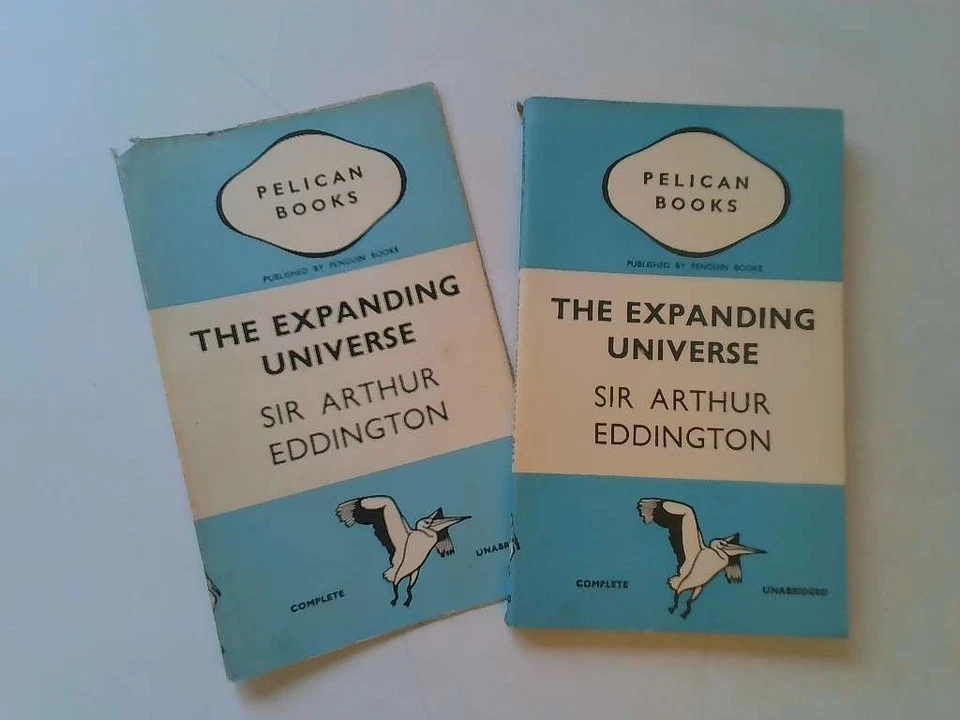 PELICAN
BOOKS
PUBLISHED BY PENGUIN BOOKS
THE EXPANDING
UNIVERSE
SIR ARTHUR
EDDINGTON
COMPLETE
UNABR
PELICAN
BOOKS
PUBLISHED BY PENGUIN BOOKS
THE EXPANDING
UNIVERSE
SIR ARTHUR
EDDINGTON
COMPLETE
UNABRIDGED